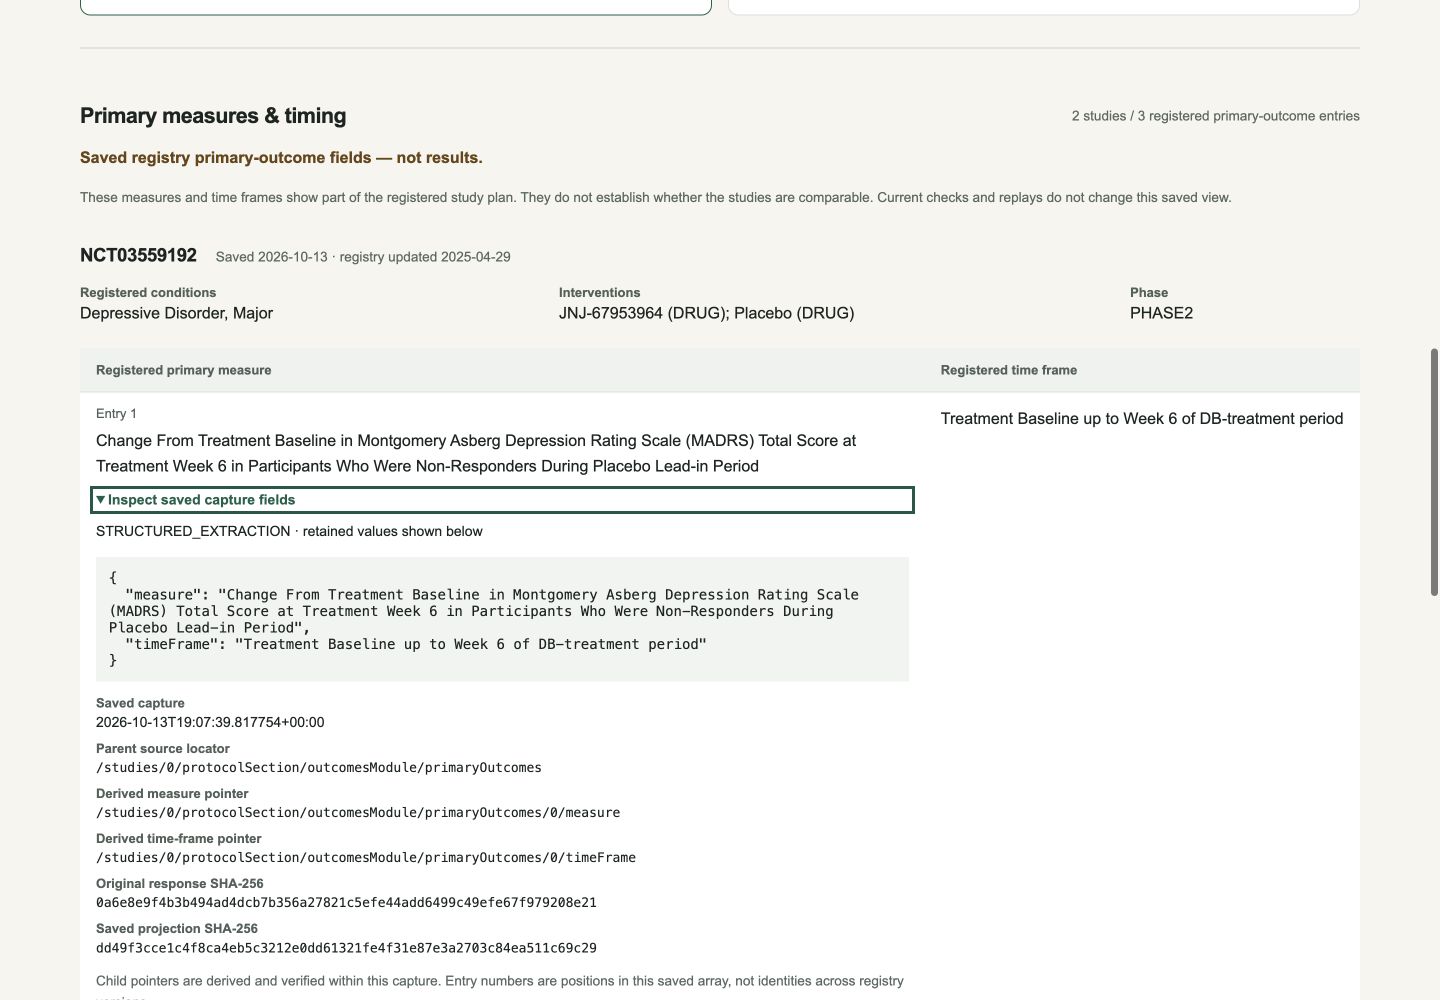 Primary measures & timing
2 studies / 3 registered primary-outcome entries
Saved registry primary-outcome fields — not results.
These measures and time frames show part of the registered study plan. They do not establish whether the studies are comparable. Current checks and replays do not change this saved view.
NCT03559192 Saved 2026-10-13 · registry updated 2025-04-29
Registered conditions
Depressive Disorder, Major
Interventions
JNJ-67953964 (DRUG); Placebo (DRUG)
Phase
PHASE2
Registered primary measure
Registered time frame
Entry 1
Change From Treatment Baseline in Montgomery Asberg Depression Rating Scale (MADRS) Total Score at
Treatment Week 6 in Participants Who Were Non-Responders During Placebo Lead-in Period
Treatment Baseline up to Week 6 of DB-treatment period
▼ Inspect saved capture fields
STRUCTURED_EXTRACTION · retained values shown below
{
  "measure": "Change From Treatment Baseline in Montgomery Asberg Depression Rating Scale
(MADRS) Total Score at Treatment Week 6 in Participants Who Were Non-Responders During
Placebo Lead-in Period",
  "timeFrame": "Treatment Baseline up to Week 6 of DB-treatment period"
}
Saved capture
2026-10-13T19:07:39.817754+00:00
Parent source locator
/studies/0/protocolSection/outcomesModule/primaryOutcomes
Derived measure pointer
/studies/0/protocolSection/outcomesModule/primaryOutcomes/0/measure
Derived time-frame pointer
/studies/0/protocolSection/outcomesModule/primaryOutcomes/0/timeFrame
Original response SHA-256
0a6e8e9f4b3b494ad4dcb7b356a27821c5efe44add6499c49efe67f979208e21
Saved projection SHA-256
dd49f3cce1c4f8ca4eb5c3212e0dd61321fe4f31e87e3a2703c84ea511c69c29
Child pointers are derived and verified within this capture. Entry numbers are positions in this saved array, not identities across registry